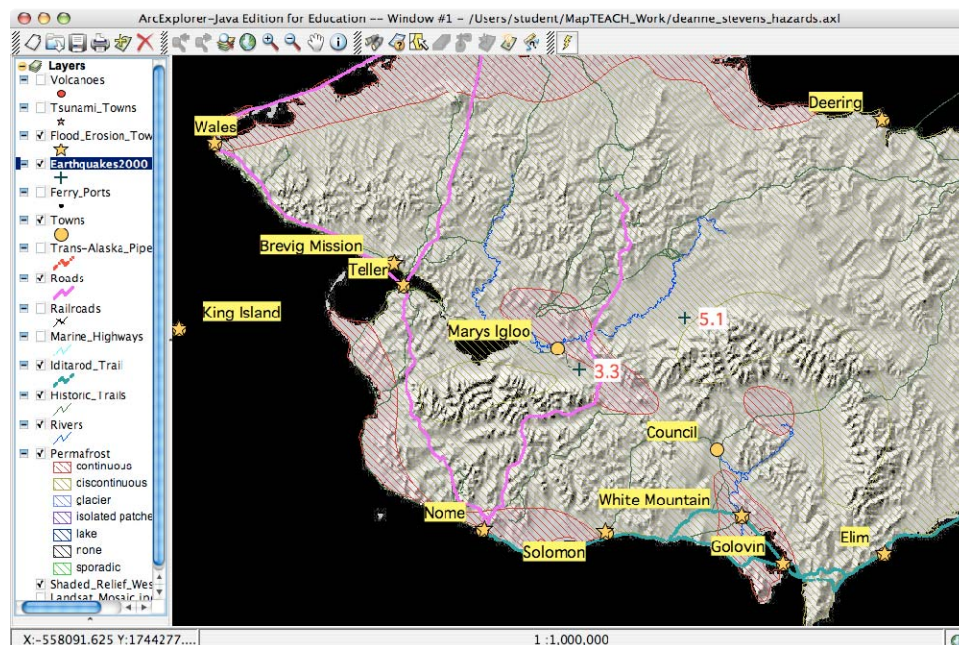 ArcExplorer-Java Edition for Education -- Window #1 - /Users/student/MapTEACH_Work/deanne_stevens_hazards.axl
Layers
Volcanoes
Tsunami_Towns
Flood_Erosion_Tow
Earthquakes2000
Ferry_Ports
Towns
Trans-Alaska_Pipe
Roads
Railroads
Marine_Highways
Iditarod_Trail
Historic_Trails
Rivers
Permafrost
continuous
ciscontinuous
glacier
isolated patche
lake
none
sporadic
Shaded_Relief_Wes
Landsat_Mosaic_in
Wales
Deering
Brevig Mission
Teller
King Island
5.1
Marys Igloo
3.3
Council
White Mountain
Nome
Solomon
Golovin
Elim
X:-558091.625 Y:1744277....
1 :1,000,000